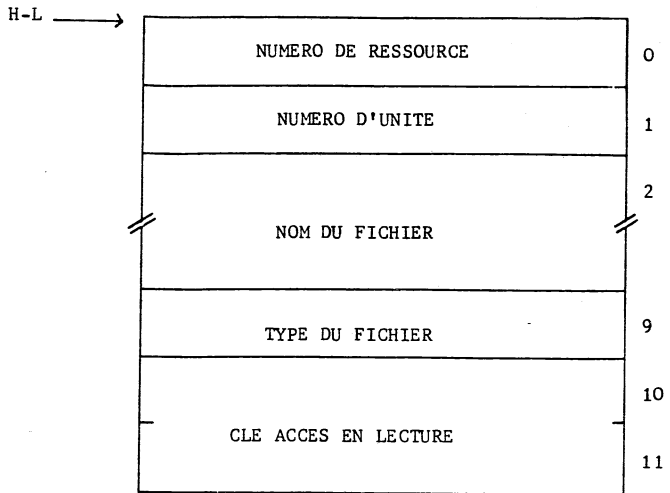 H-L
NUMERO DE RESSOURCE 0
NUMERO D'UNITE 1
2
NOM DU FICHIER
TYPE DU FICHIER 9
10
CLE ACCES EN LECTURE
11